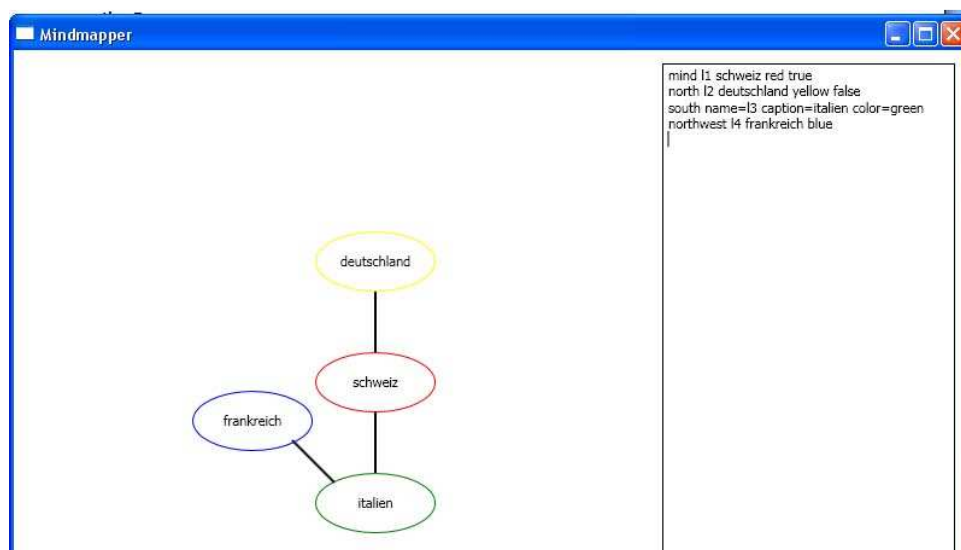 Mindmapper
mind l1 schweiz red true
north l2 deutschland yellow false
south name=l3 caption=italien color=green
northwest l4 frankreich blue
deutschland
schweiz
frankreich
italien